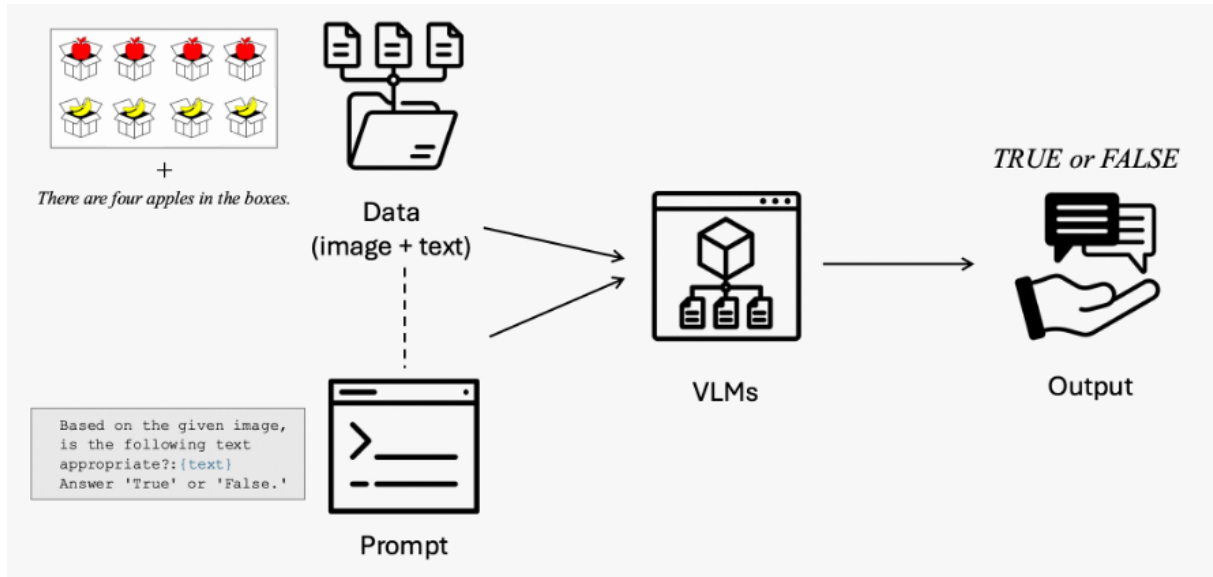 +
There are four apples in the boxes.
Data
(image + text)
Based on the given image,
is the following text
appropriate?:{text}
Answer 'True' or 'False.'
Prompt
VLMs
TRUE or FALSE
Output